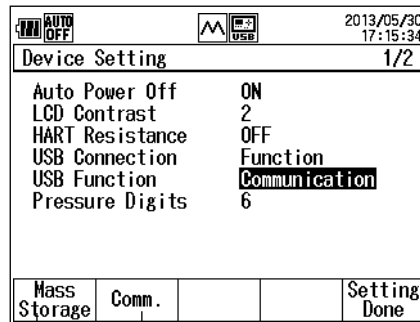 AUTO OFF USB 2013/05/30 17:15:34
Device Setting 1/2
Auto Power Off ON
LCD Contrast 2
HART Resistance OFF
USB Connection Function
USB Function Communication
Pressure Digits 6
Mass Storage Comm. Setting Done